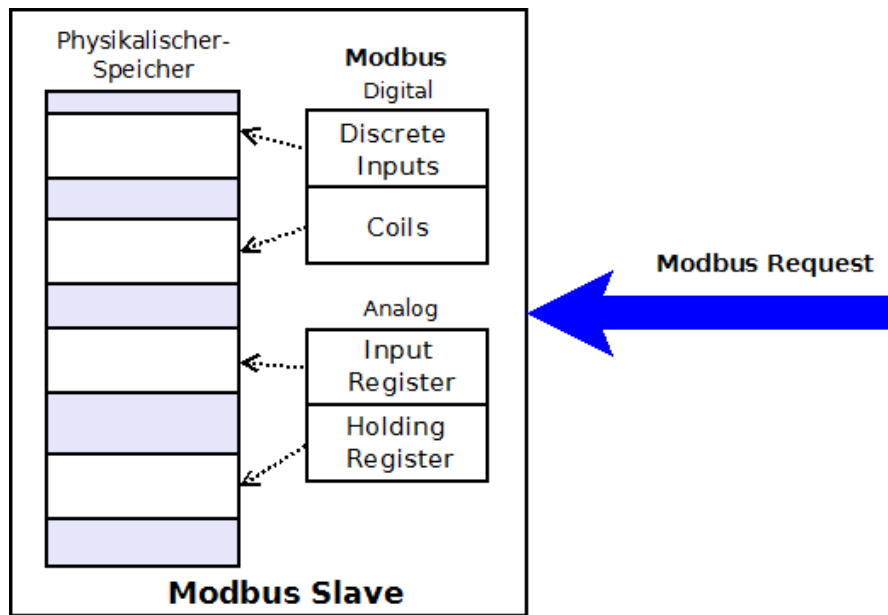 Physikalischer-
Speicher
Modbus
Digital
Discrete
Inputs
Coils
Analog
Input
Register
Holding
Register
Modbus Slave
Modbus Request